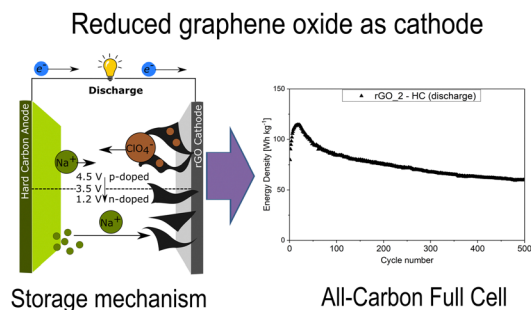 Reduced graphene oxide as cathode
e⁻
e⁻
Discharge
Hard Carbon Anode
rGO Cathode
ClO₄⁻
Na⁺
4.5 V p-doped
3.5 V
1.2 V n-doped
Na⁺
Storage mechanism
rGO_2 - HC (discharge)
Energy Density [Wh kg⁻¹]
150
100
50
0
0 100 200 300 400 500
Cycle number
All-Carbon Full Cell